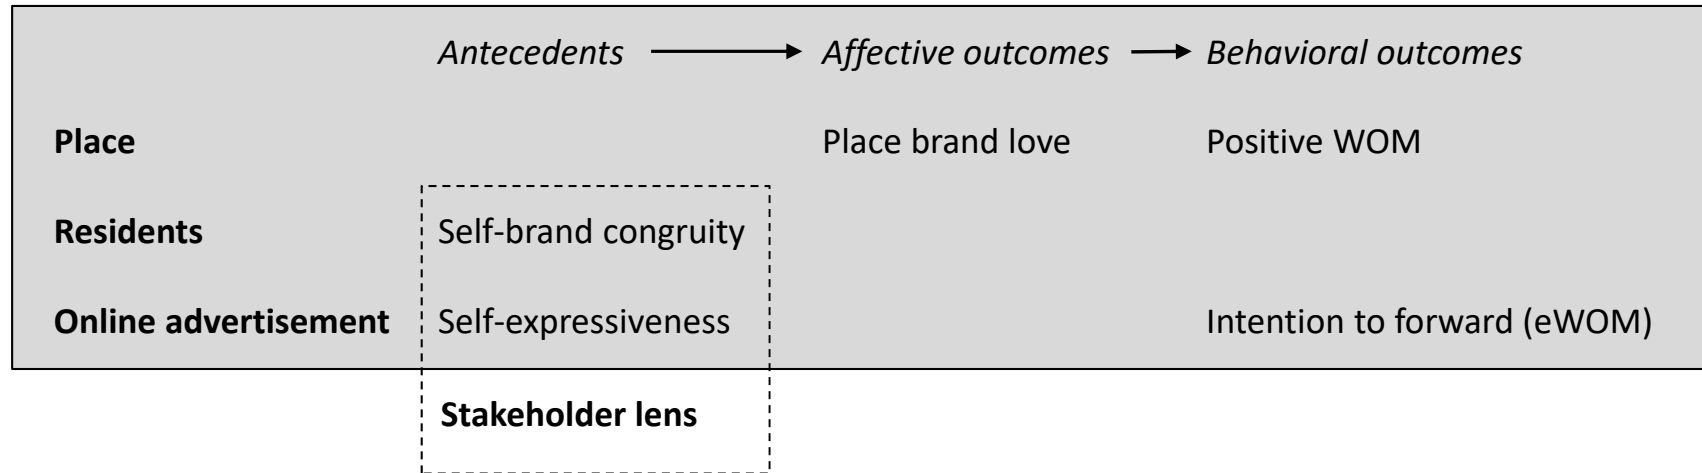 Antecedents Affective outcomes Behavioral outcomes
Place Place brand love Positive WOM
Residents Self-brand congruity
Online advertisement Self-expressiveness Intention to forward (eWOM)
Stakeholder lens